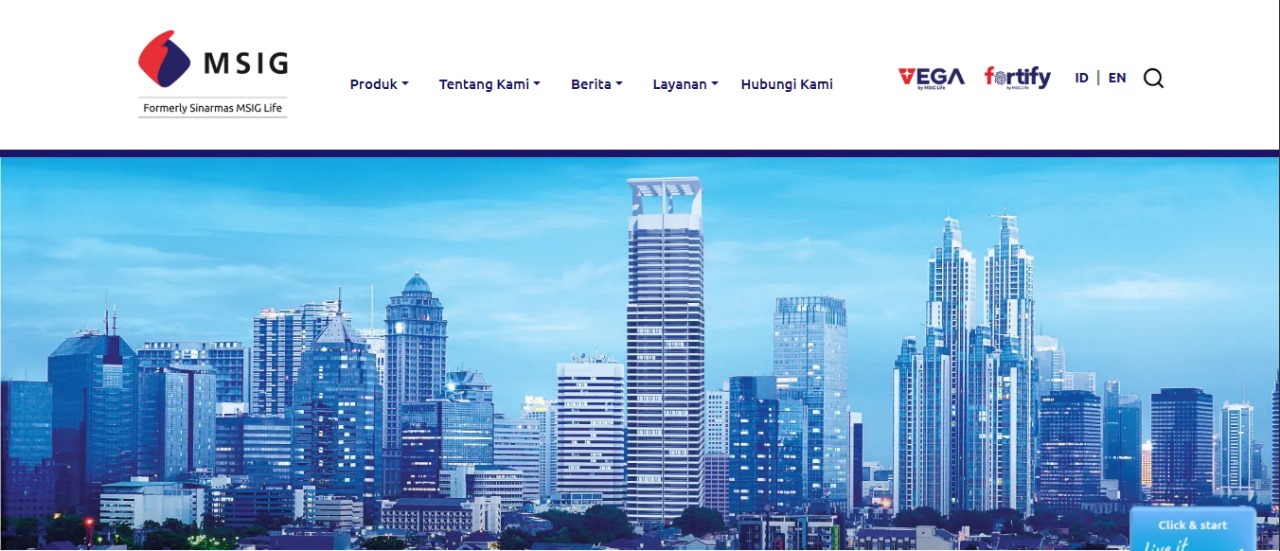 MSIG
Formerly Sinarmas MSIG Life
Produk
Tentang Kami
Berita
Layanan
Hubungi Kami
VEGA
by MSIG Life
fortify
by MSIG Life
ID | EN
Click & start
live it